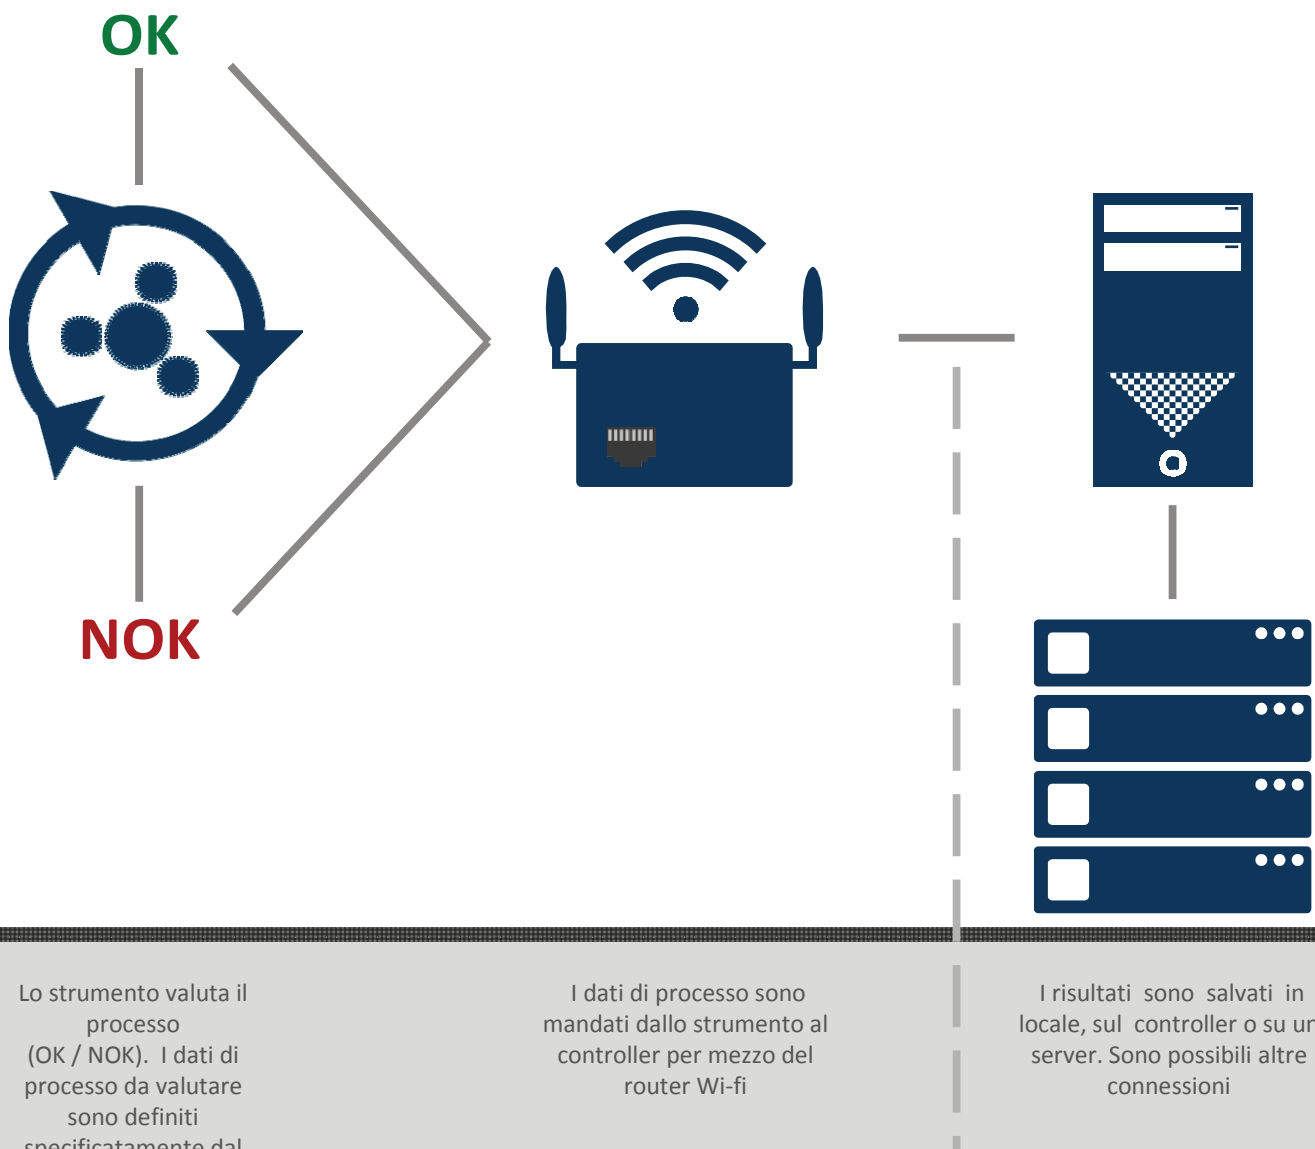 OK
NOK
Lo strumento valuta il
processo
(OK / NOK). I dati di
processo da valutare
sono definiti
specificatamente dal
I dati di processo sono
mandati dallo strumento al
controller per mezzo del
router Wi-fi
I risultati sono salvati in
locale, sul controller o su un
server. Sono possibili altre
connessioni